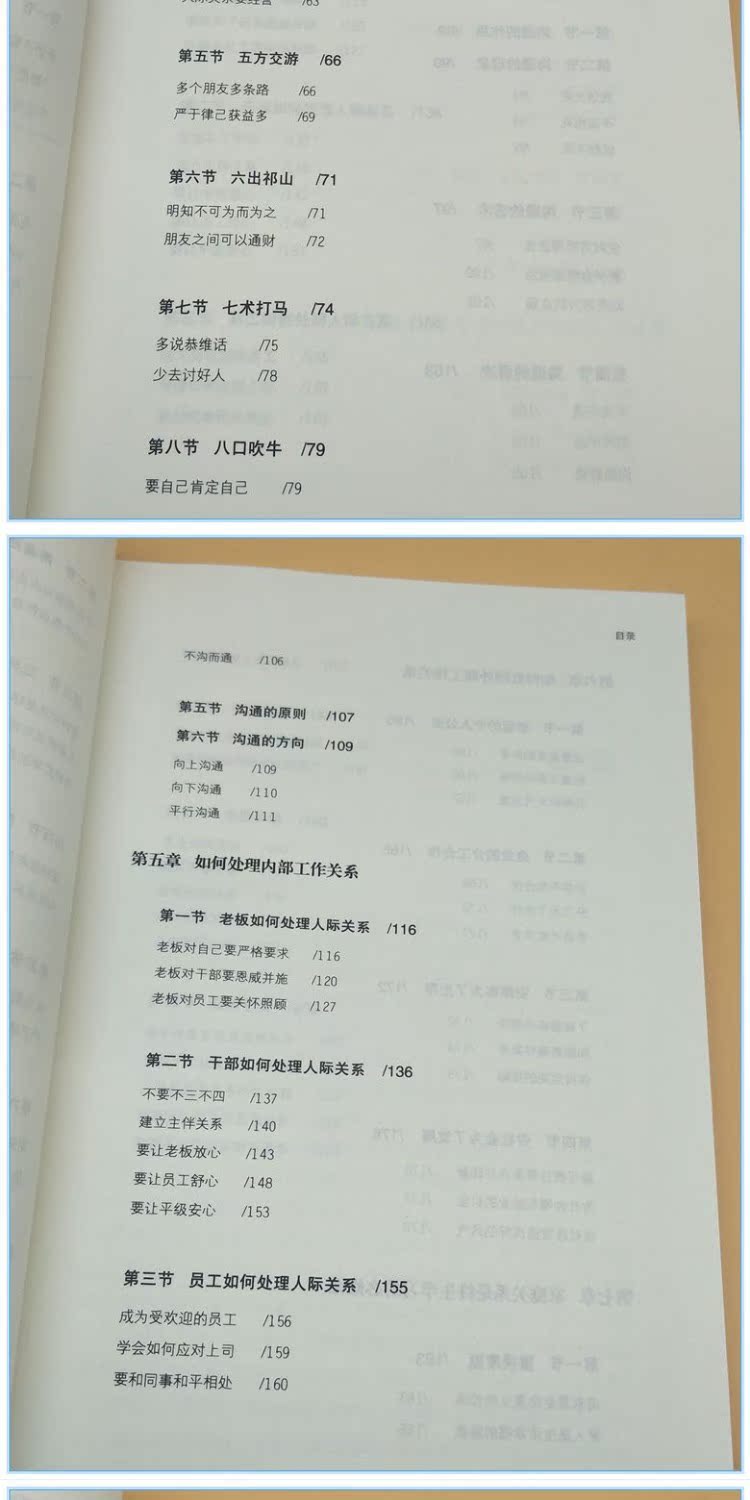 人际关系要经营 /63
第五节 五方交游 /66
多个朋友多条路 /66
严于律己获益多 /69
第六节 六出祁山 /71
明知不可为而为之 /71
朋友之间可以通财 /72
第七节 七术打马 /74
多说恭维话 /75
少去讨好人 /78
第八节 八口吹牛 /79
要自己肯定自己 /79
目录
不沟而通 /106
第五节 沟通的原则 /107
第六节 沟通的方向 /109
向上沟通 /109
向下沟通 /110
平行沟通 /111
第五章 如何处理内部工作关系
第一节 老板如何处理人际关系 /116
老板对自己要严格要求 /116
老板对干部要恩威并施 /120
老板对员工要关怀照顾 /127
第二节 干部如何处理人际关系 /136
不要不三不四 /137
建立主伴关系 /140
要让老板放心 /143
要让员工舒心 /148
要让平级安心 /153
第三节 员工如何处理人际关系 /155
成为受欢迎的员工 /156
学会如何应对上司 /159
要和同事和平相处 /160